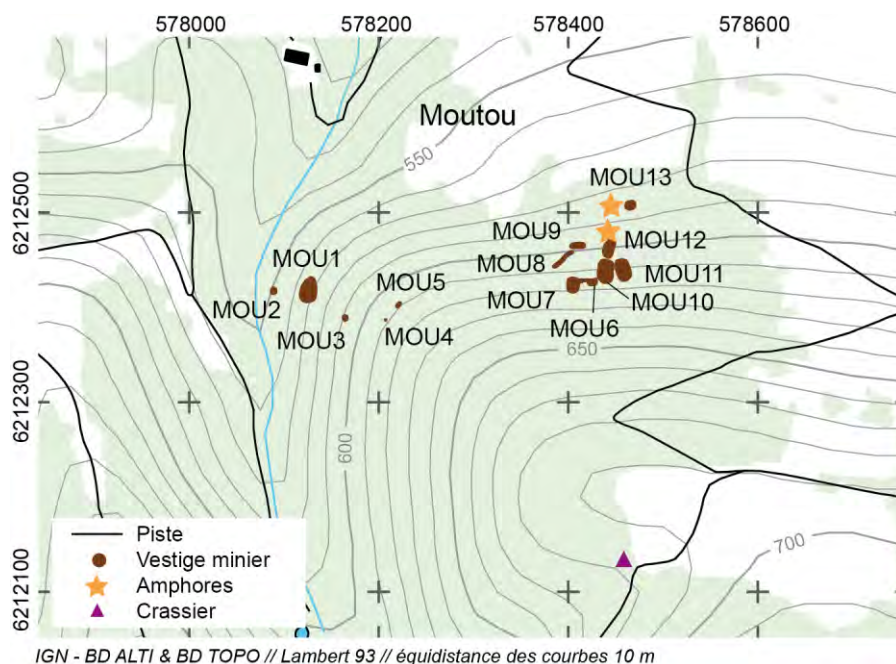 578000 578200 578400 578600
Moutou
550
6212500
MOU13
MOU9
MOU12
MOU1
MOU8
MOU5
MOU11
MOU2
MOU7
MOU10
MOU3
MOU4
MOU6
650
6212300
600
Piste
Vestige minier
Amphores
Crassier
700
6212100
IGN - BD ALTI & BD TOPO // Lambert 93 // équidistance des courbes 10 m